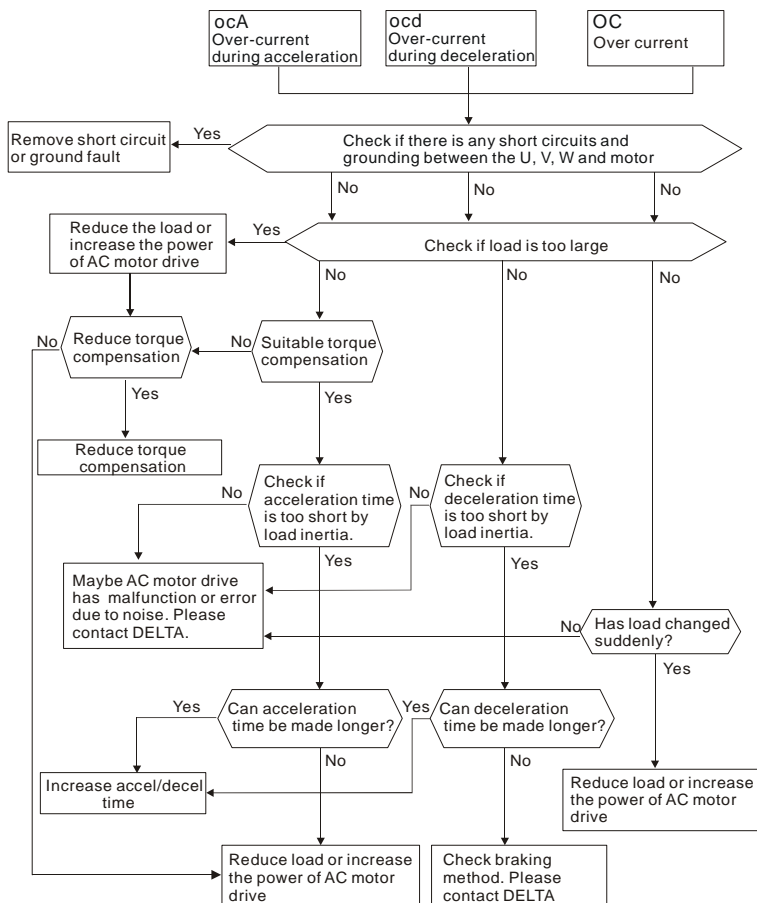 ocA
Over-current
during acceleration
ocd
Over-current
during deceleration
OC
Over current
Remove short circuit
or ground fault
Yes
Check if there is any short circuits and
grounding between the U, V, W and motor
No
No
No
Reduce the load or
increase the power
of AC motor drive
Yes
Check if load is too large
No
No
No
No
Reduce torque
compensation
No
Suitable torque
compensation
Yes
Yes
Reduce torque
compensation
No
Check if
acceleration time
is too short by
load inertia.
No
Check if
deceleration time
is too short by
load inertia.
Yes
Yes
Maybe AC motor drive
has malfunction or error
due to noise. Please
contact DELTA.
No
Has load changed
suddenly?
Yes
Yes
Can acceleration
time be made longer?
Yes
Can deceleration
time be made longer?
No
No
Increase accel/decel
time
Reduce load or increase
the power of AC motor
drive
Reduce load or increase
the power of AC motor
drive
Check braking
method. Please
contact DELTA